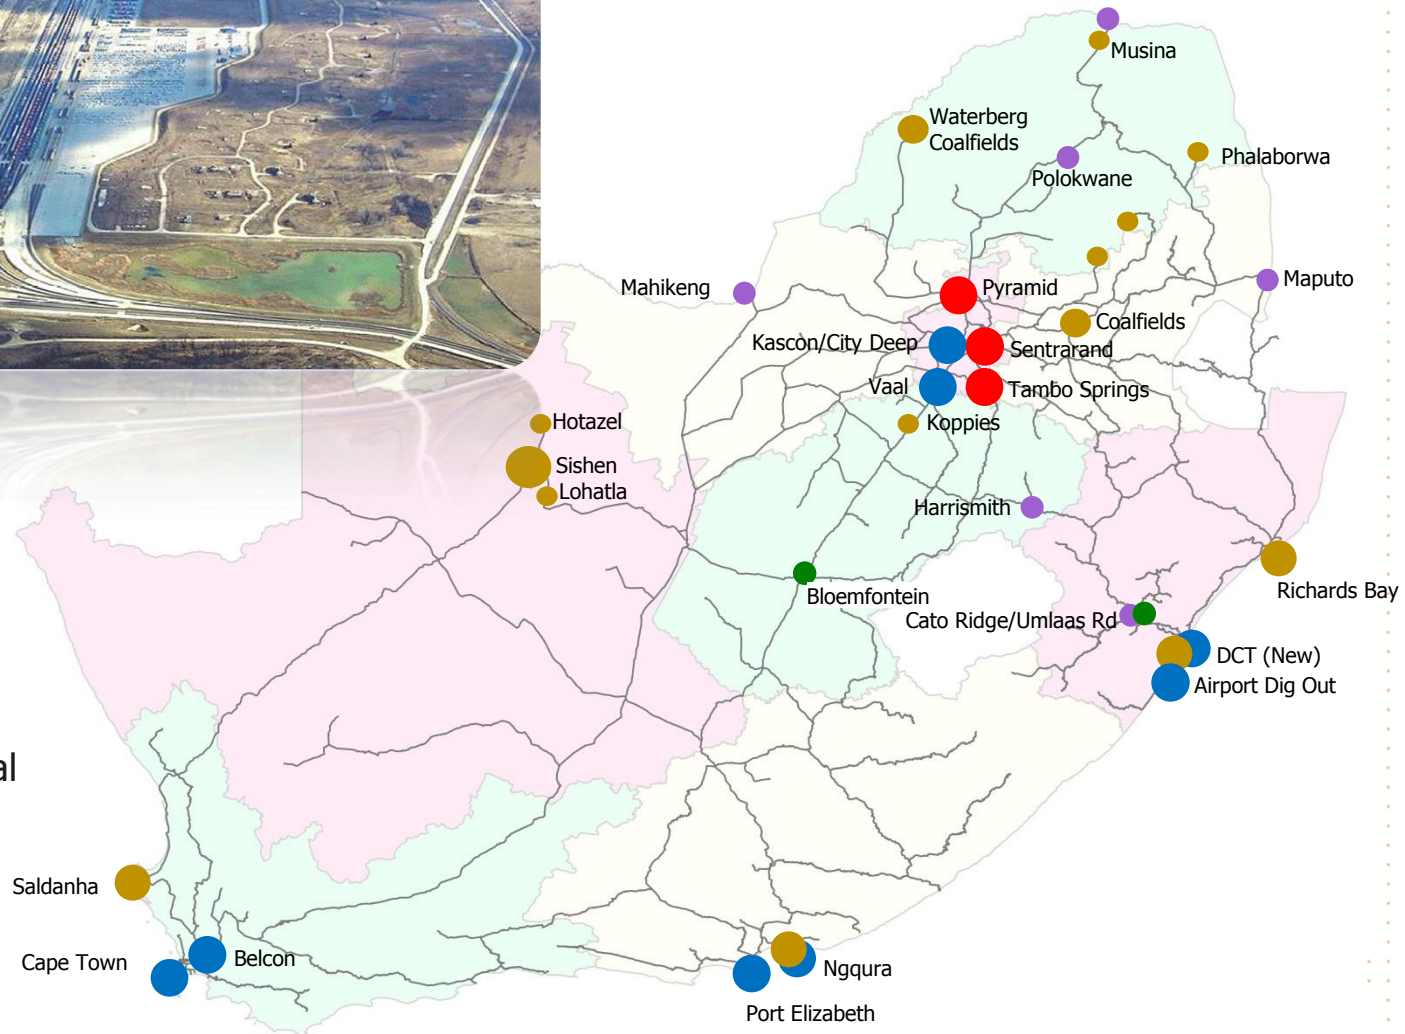 Musina
Waterberg
Coalfields
Phalaborwa
Polokwane
Mahikeng
Maputo
Pyramid
Coalfields
Kascon/City Deep
Sentrarand
Vaal
Tambo Springs
Hotazel
Koppies
Sishen
Lohatla
Harrismith
Richards Bay
Bloemfontein
Cato Ridge/Umlaas Rd
DCT (New)
Airport Dig Out
al
Saldanha
Cape Town
Belcon
Ngqura
Port Elizabeth